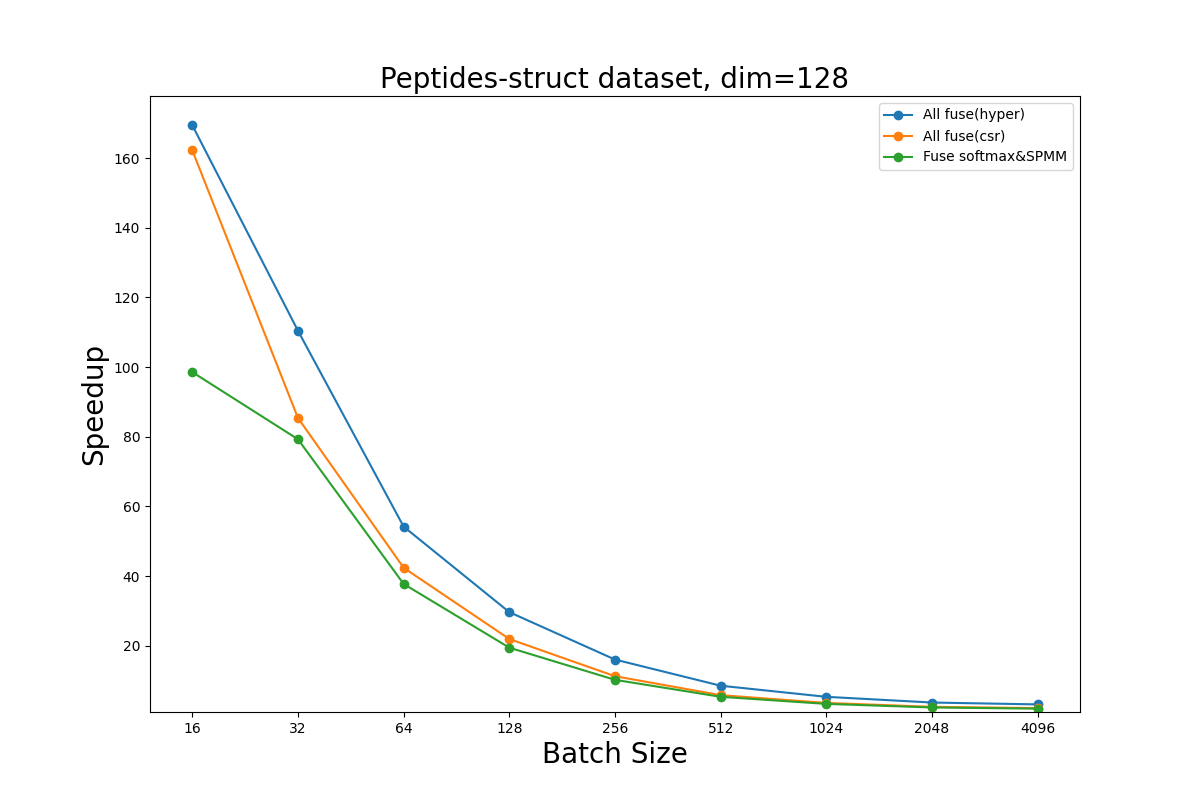 Peptides-struct dataset, dim=128
All fuse(hyper)
All fuse(csr)
Fuse softmax&SPMM
Speedup
160
140
120
100
80
60
40
20
16 32 64 128 256 512 1024 2048 4096
Batch Size